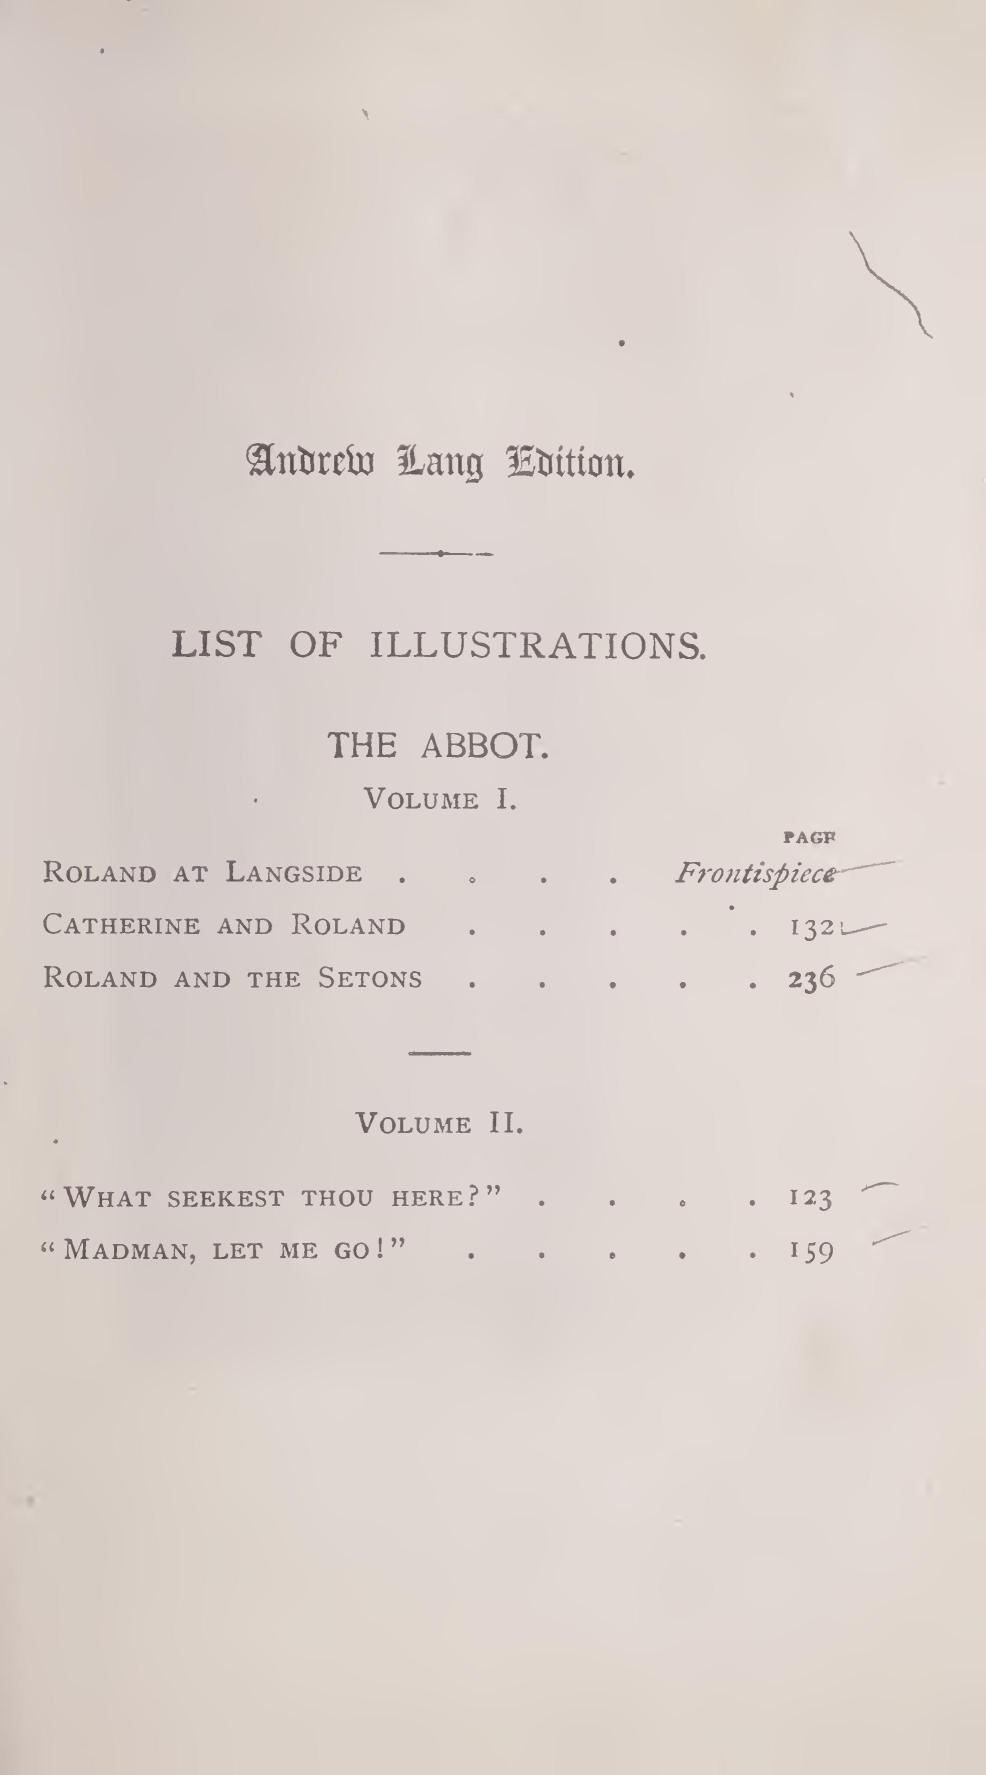 Andrew Lang Edition.
LIST OF ILLUSTRATIONS.
THE ABBOT.
VOLUME I.
PAGE
ROLAND AT LANGSIDE . . . . Frontispiece
CATHERINE AND ROLAND . . . . . 132
ROLAND AND THE SETONS . . . . . 236
VOLUME II.
“WHAT SEEKEST THOU HERE?” . . . . 123
“MADMAN, LET ME GO!” . . . . . 159